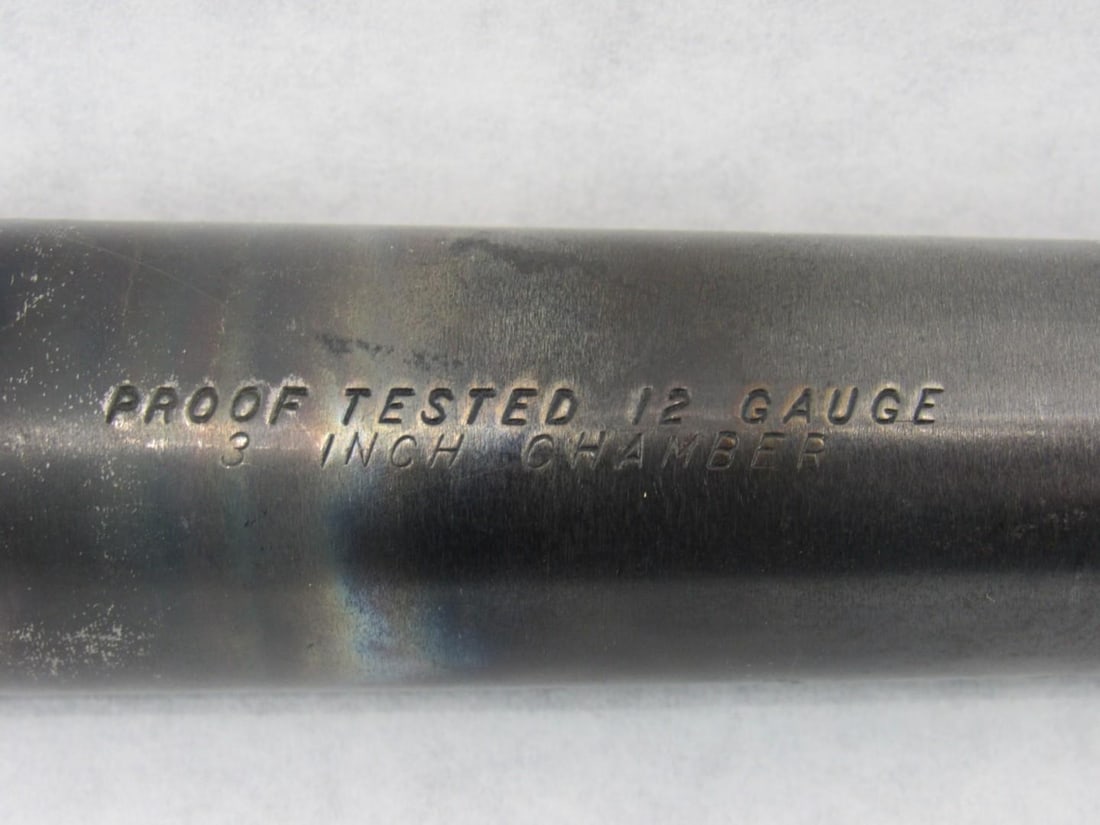 PROOF TESTED 12 GAUGE
3 INCH CHAMBER